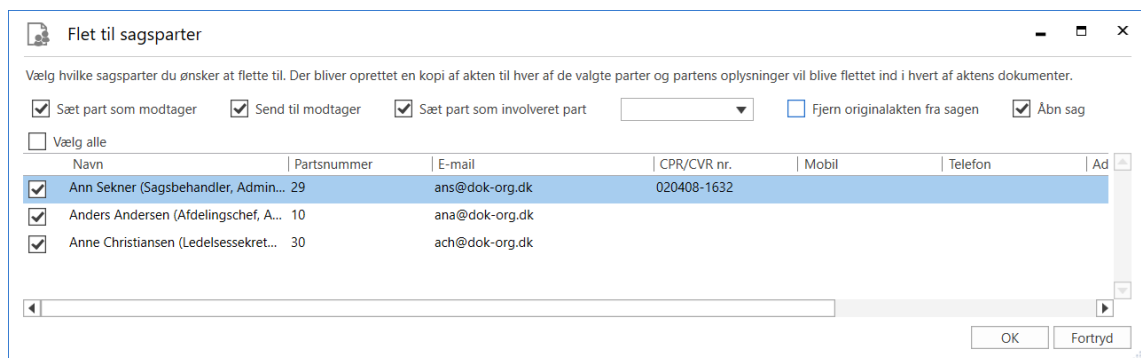 Flet til sagsparter
Vælg hvilke sagsparter du ønsker at flette til. Der bliver oprettet en kopi af akten til hver af de valgte parter og partens oplysninger vil blive flettet ind i hvert af aktens dokumenter.
Sæt part som modtager Send til modtager Sæt part som involveret part Fjern originalakten fra sagen Åbn sag
Vælg alle
Navn Partsnummer E-mail CPR/CVR nr. Mobil Telefon Ad
Ann Sekner (Sagsbehandler, Admin... 29 ans@dok-org.dk 020408-1632
Anders Andersen (Afdelingschef, A... 10 ana@dok-org.dk
Anne Christiansen (Ledelsessekret... 30 ach@dok-org.dk
OK Fortryd